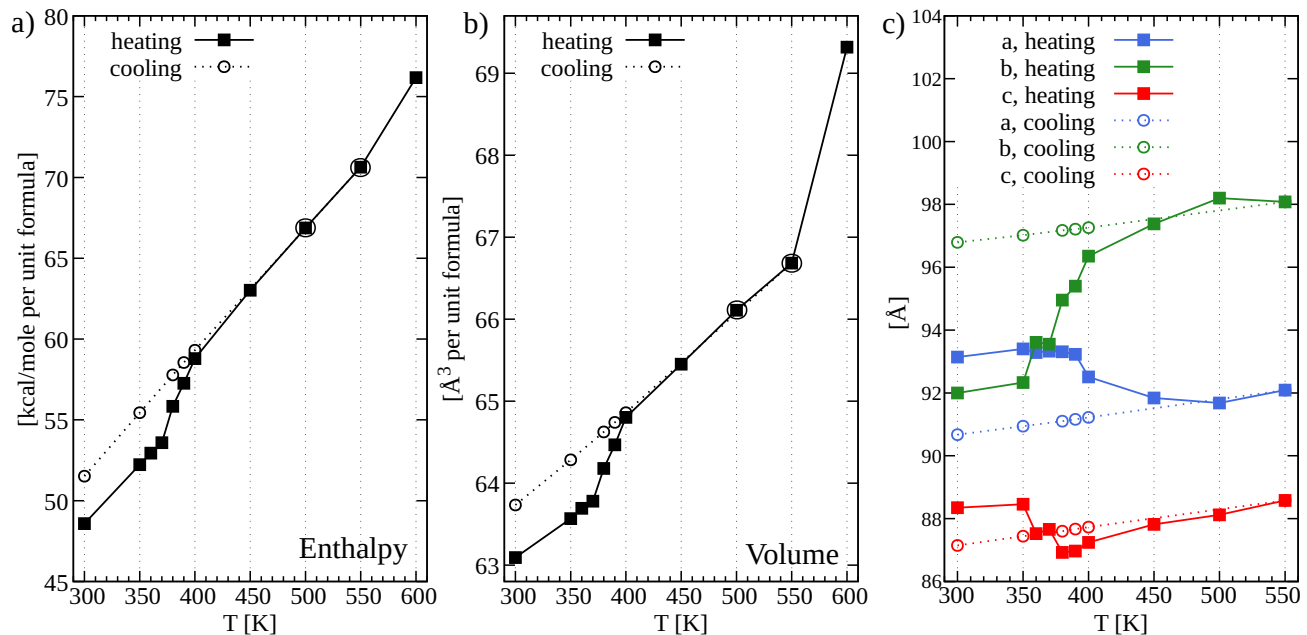 a)
[kcal/mole per unit formula]
80
75
70
65
60
55
50
45
heating
cooling
Enthalpy
300 350 400 450 500 550 600
T [K]
b)
[Å³ per unit formula]
69
68
67
66
65
64
63
heating
cooling
Volume
300 350 400 450 500 550 600
T [K]
c)
[Å]
104
102
100
98
96
94
92
90
88
86
a, heating
b, heating
c, heating
a, cooling
b, cooling
c, cooling
300 350 400 450 500 550
T [K]